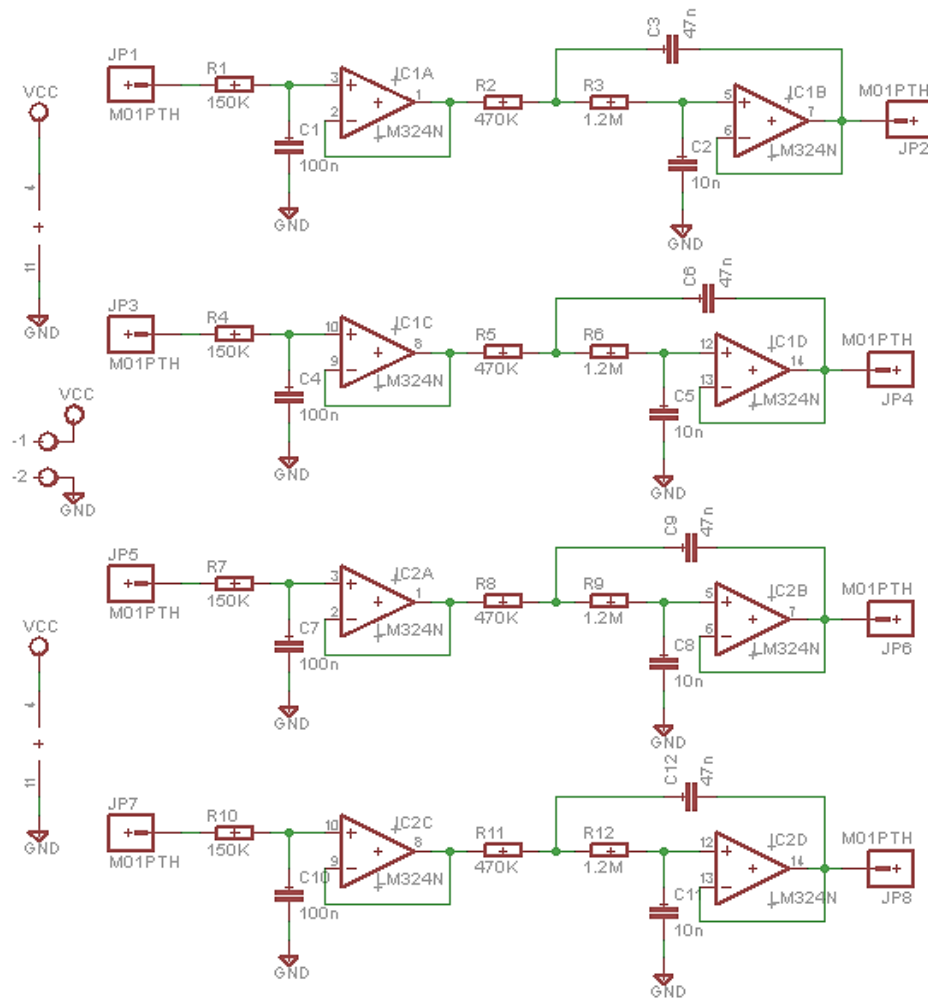 C3 47n
JP1 R1 IC1A R2 R3 IC1B M01PTH
VCC
3 1 5 7
M01PTH 150K 2 470K 1.2M 6
C1 LM324N C2 LM324N JP2
100n 10n
4
GND GND
11
C6 47n
JP3 R4 IC1C R5 R6 IC1D M01PTH
GND
10 8 12 14
M01PTH 150K 9 470K 1.2M 13
C4 LM324N C5 LM324N JP4
VCC
100n 10n
-1
GND
-2
GND GND
C9 47n
JP5 R7 IC2A R8 R9 IC2B M01PTH
3 1 5 7
M01PTH 150K 2 470K 1.2M 6
VCC
C7 LM324N C8 LM324N JP6
100n 10n
4
GND GND
C12 47n
11
JP7 R10 IC2C R11 R12 IC2D M01PTH
GND
10 8 12 14
M01PTH 150K 9 470K 1.2M 13
C10 LM324N C11 LM324N JP8
100n 10n
GND GND